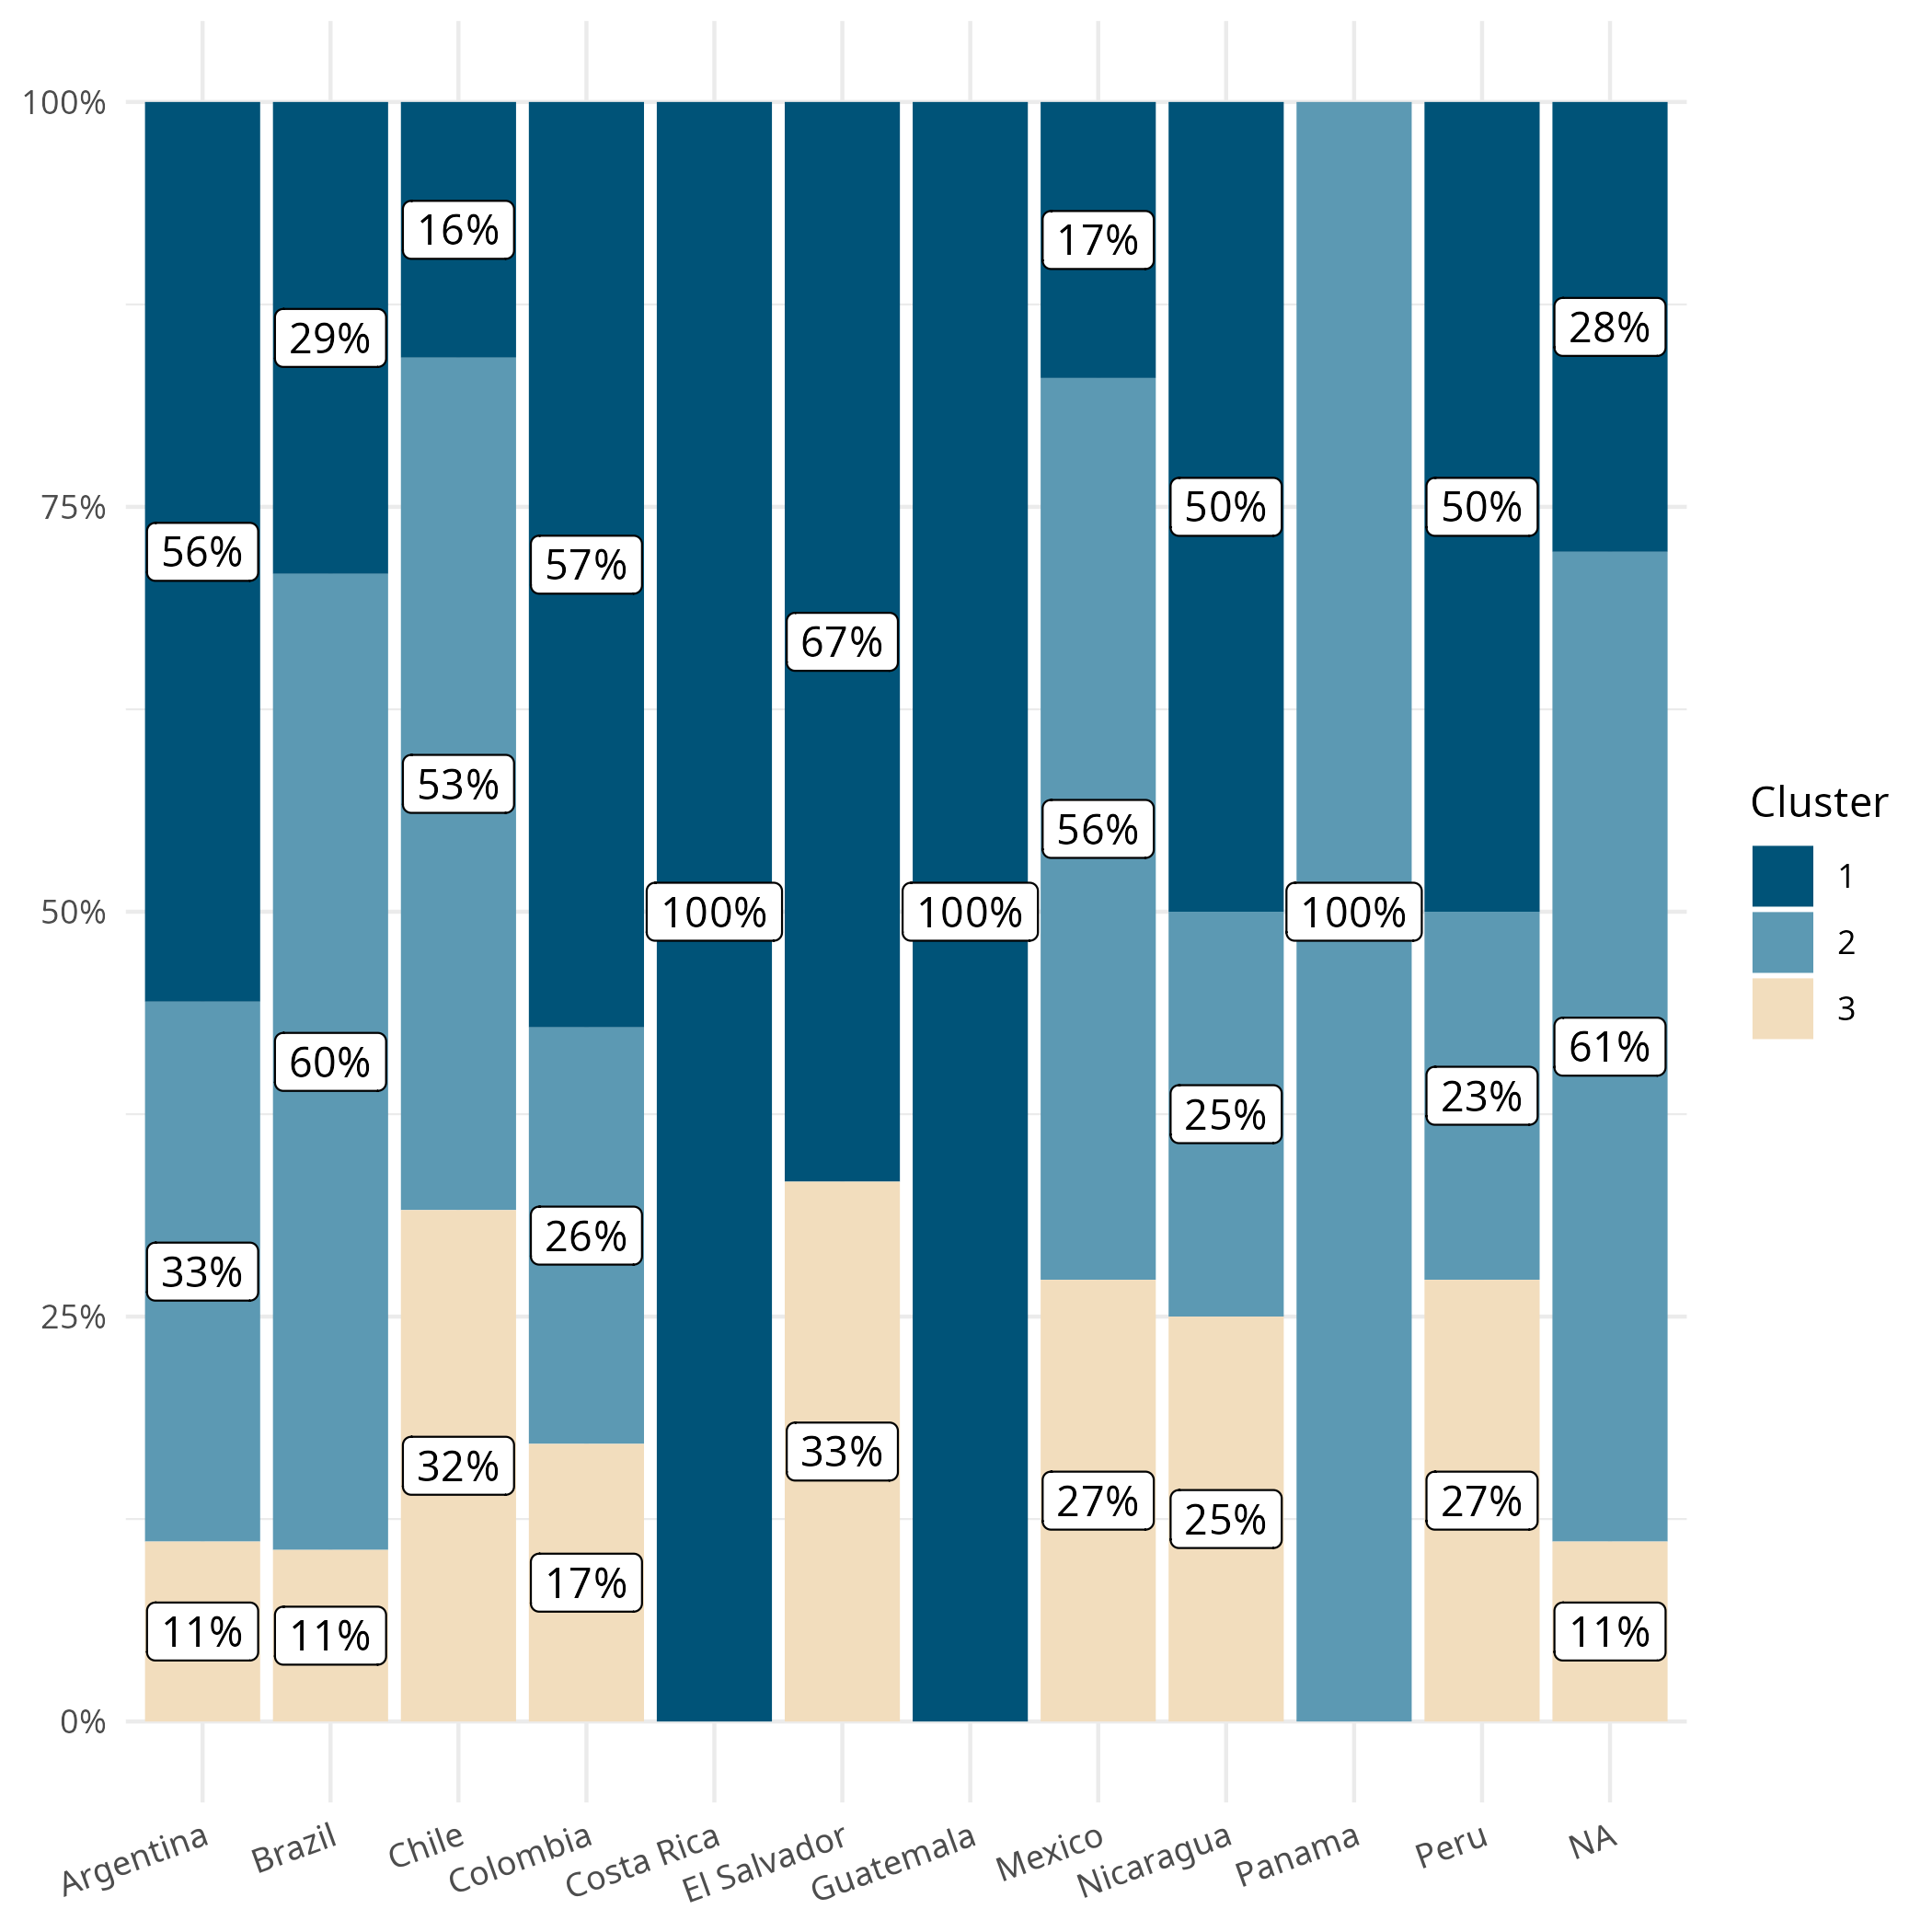 100%
75%
50%
25%
0%
56%
33%
11%
29%
60%
11%
16%
53%
32%
57%
26%
17%
100%
67%
33%
100%
17%
56%
27%
50%
25%
25%
100%
50%
23%
27%
28%
61%
11%
Argentina
Brazil
Chile
Colombia
Costa Rica
El Salvador
Guatemala
Mexico
Nicaragua
Panama
Peru
NA
Cluster
1
2
3